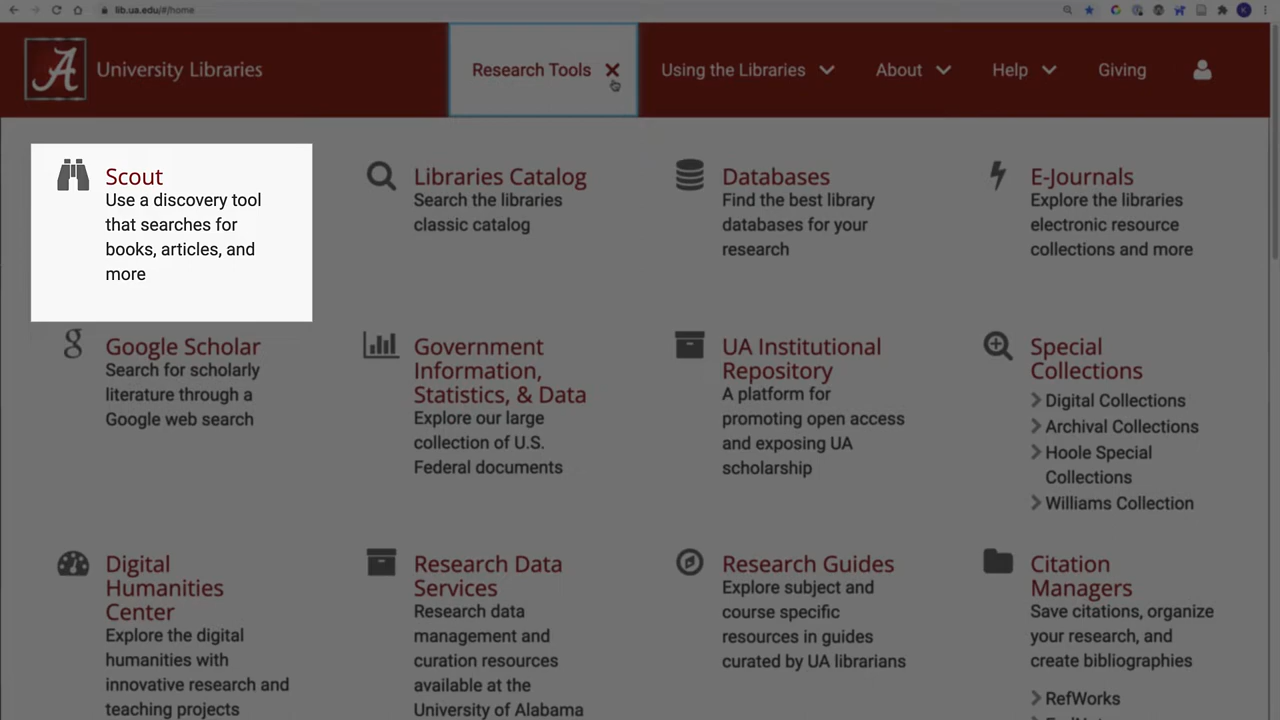 lib.ua.edu/#/home
A University Libraries
Research Tools
Using the Libraries
About
Help
Giving
Scout
Use a discovery tool
that searches for
books, articles, and
more
Libraries Catalog
Search the libraries
classic catalog
Databases
Find the best library
databases for your
research
E-Journals
Explore the libraries
electronic resource
collections and more
Google Scholar
Search for scholarly
literature through a
Google web search
Government
Information,
Statistics, & Data
Explore our large
collection of U.S.
Federal documents
UA Institutional
Repository
A platform for
promoting open access
and exposing UA
scholarship
Special
Collections
Digital Collections
Archival Collections
Hoole Special
Collections
Williams Collection
Digital
Humanities
Center
Explore the digital
humanities with
innovative research and
teaching projects
Research Data
Services
Research data
management and
curation resources
available at the
University of Alabama
Research Guides
Explore subject and
course specific
resources in guides
curated by UA librarians
Citation
Managers
Save citations, organize
your research, and
create bibliographies
RefWorks